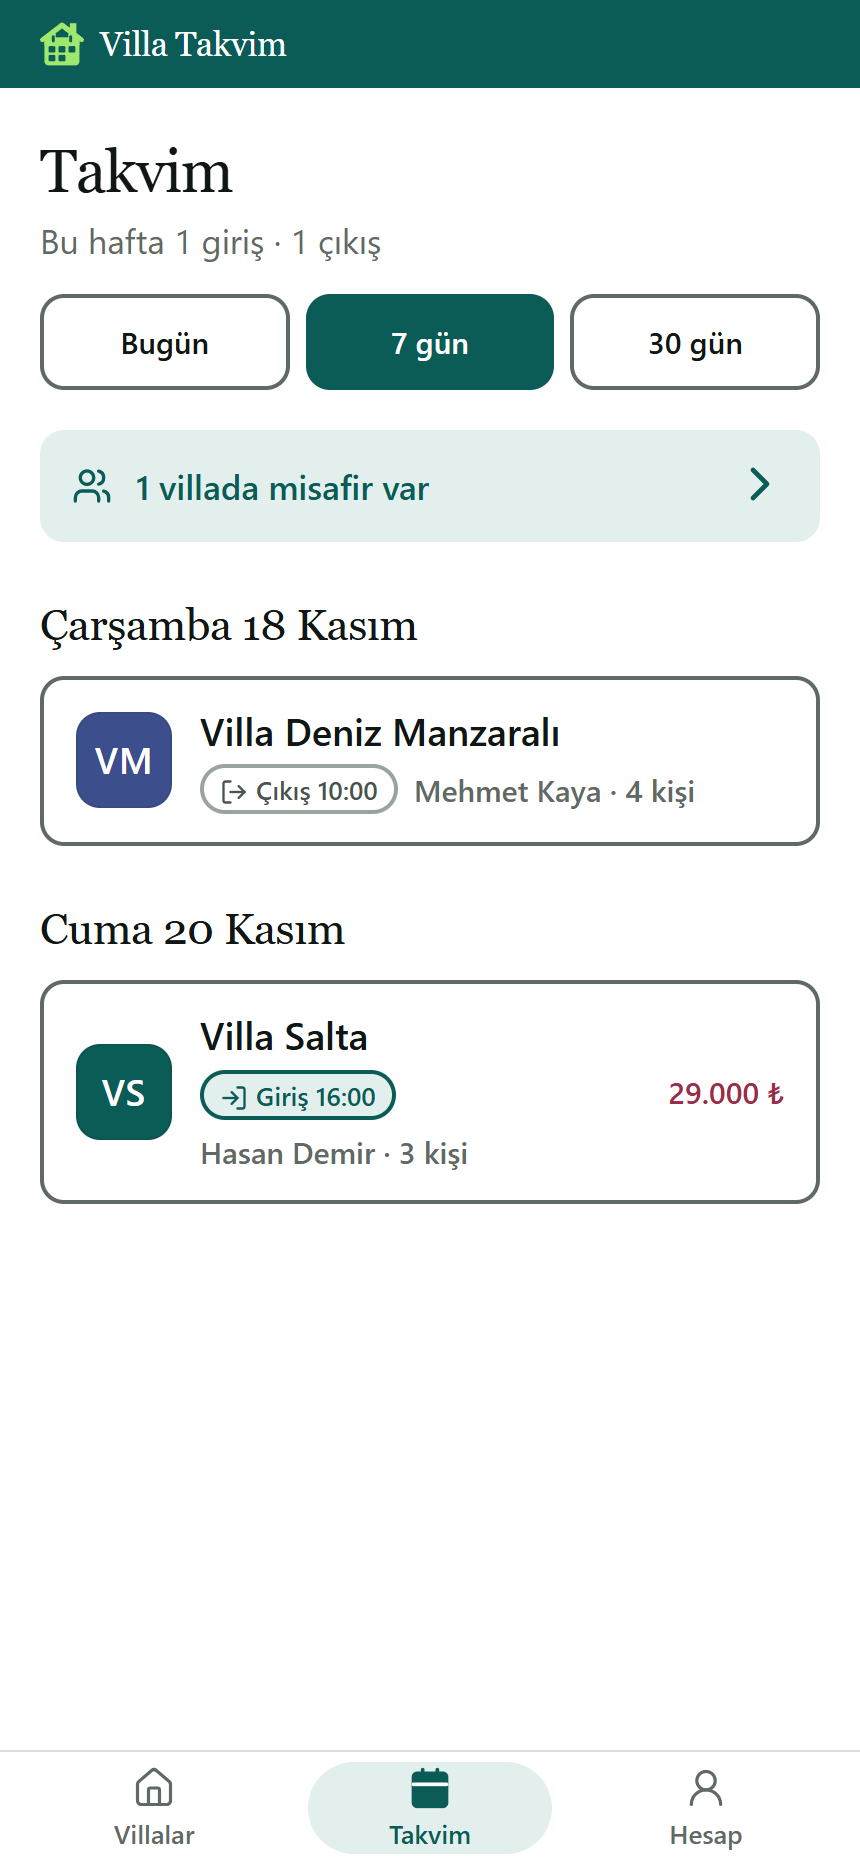 Villa Takvim
Takvim
Bu hafta 1 giriş · 1 çıkış
Bugün
7 gün
30 gün
1 villada misafir var
Çarşamba 18 Kasım
VM
Villa Deniz Manzaralı
Çıkış 10:00
Mehmet Kaya · 4 kişi
Cuma 20 Kasım
VS
Villa Salta
Giriş 16:00
29.000 ₺
Hasan Demir · 3 kişi
Villalar
Takvim
Hesap